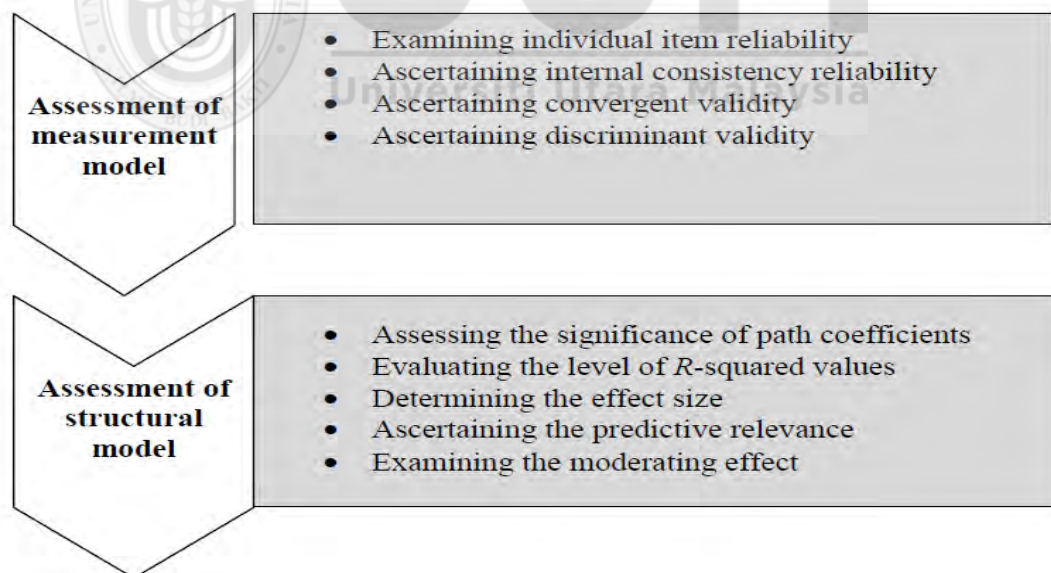 Assessment of
measurement
model
• Examining individual item reliability
• Ascertaining internal consistency reliability
• Ascertaining convergent validity
• Ascertaining discriminant validity
Universiti Utara Malaysia
Assessment of
structural
model
• Assessing the significance of path coefficients
• Evaluating the level of R-squared values
• Determining the effect size
• Ascertaining the predictive relevance
• Examining the moderating effect